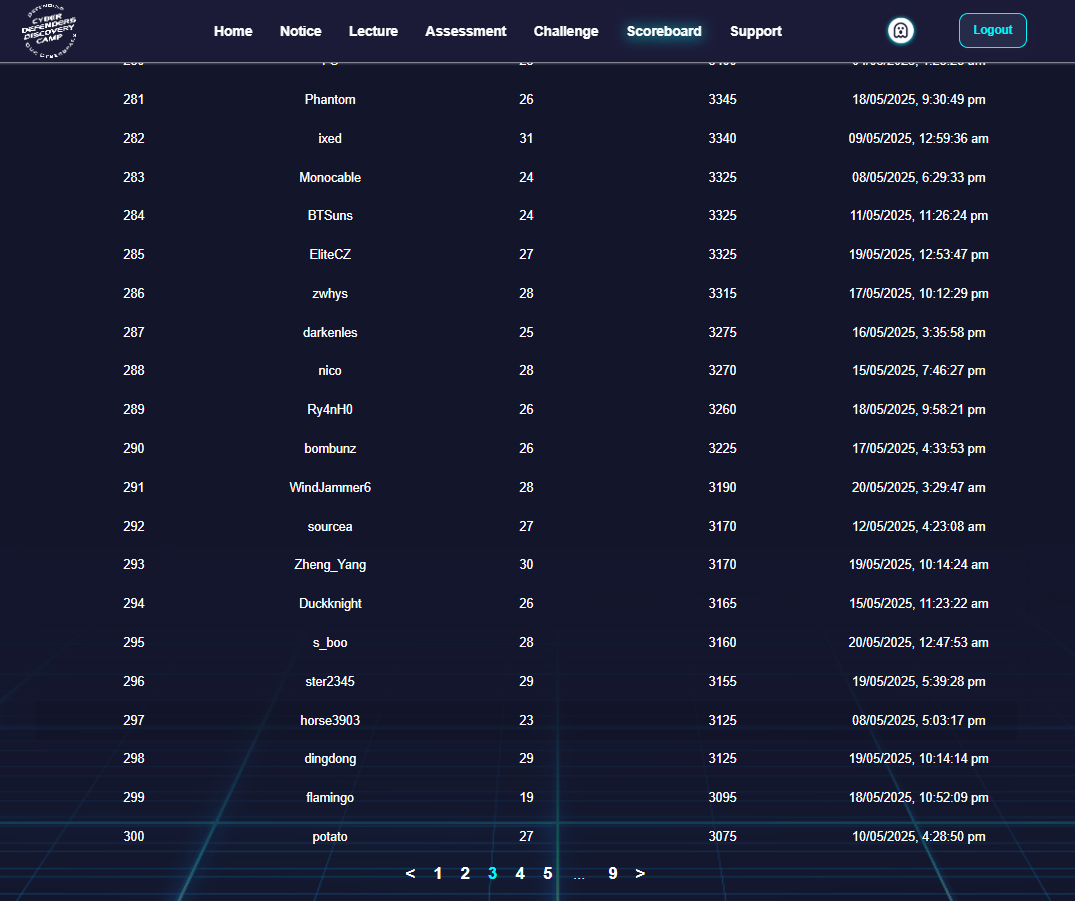 DEFENDING
CYBER
DEFENDERS
DISCOVERY
CAMP
OUR CYBERSPACE
Home Notice Lecture Assessment Challenge Scoreboard Support Logout
281 Phantom 26 3345 18/05/2025, 9:30:49 pm
282 ixed 31 3340 09/05/2025, 12:59:36 am
283 Monocable 24 3325 08/05/2025, 6:29:33 pm
284 BTSuns 24 3325 11/05/2025, 11:26:24 pm
285 EliteCZ 27 3325 19/05/2025, 12:53:47 pm
286 zwhys 28 3315 17/05/2025, 10:12:29 pm
287 darkenles 25 3275 16/05/2025, 3:35:58 pm
288 nico 28 3270 15/05/2025, 7:46:27 pm
289 Ry4nH0 26 3260 18/05/2025, 9:58:21 pm
290 bombunz 26 3225 17/05/2025, 4:33:53 pm
291 WindJammer6 28 3190 20/05/2025, 3:29:47 am
292 sourcea 27 3170 12/05/2025, 4:23:08 am
293 Zheng_Yang 30 3170 19/05/2025, 10:14:24 am
294 Duckknight 26 3165 15/05/2025, 11:23:22 am
295 s_boo 28 3160 20/05/2025, 12:47:53 am
296 ster2345 29 3155 19/05/2025, 5:39:28 pm
297 horse3903 23 3125 08/05/2025, 5:03:17 pm
298 dingdong 29 3125 19/05/2025, 10:14:14 pm
299 flamingo 19 3095 18/05/2025, 10:52:09 pm
300 potato 27 3075 10/05/2025, 4:28:50 pm
< 1 2 3 4 5 ... 9 >